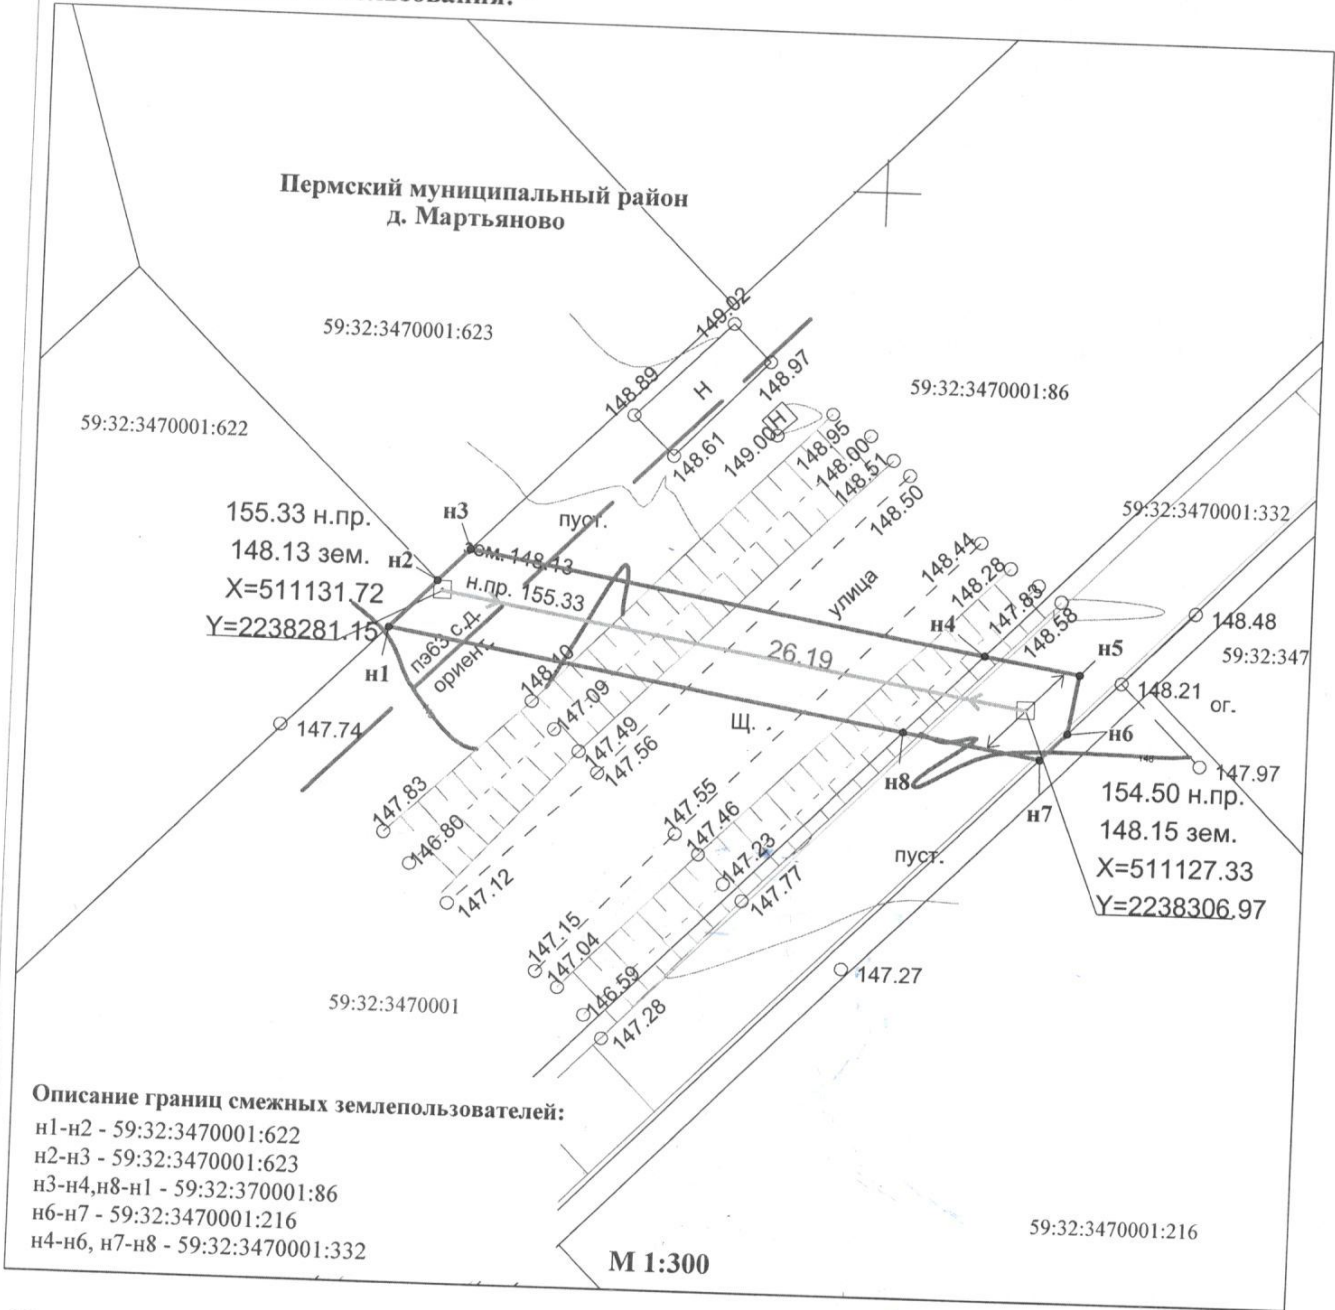 Пермский муниципальный район
д. Мартьяново
59:32:3470001:623
59:32:3470001:622
59:32:3470001:86
59:32:3470001:332
149.02
148.89
Н
148.97
148.61
149.00
Н
148.95
148.00
148.51
148.50
155.33 н.пр.
148.13 зем.
X=511131.72
Y=2238281.15
н3
н2
н1
пуст.
зем. 148.13
н.пр. 155.33
пэ63 с.д.
ориент.
26.19
улица
148.44
148.28
147.83
148.58
н4
н5
148.48
59:32:347
148.21
ог.
н6
148.10
147.09
147.49
147.56
Щ.
н8
н7
148
147.97
147.74
154.50 н.пр.
148.15 зем.
X=511127.33
Y=2238306.97
147.83
146.80
147.12
147.55
147.46
147.23
147.77
пуст.
147.15
147.04
146.59
147.28
147.27
59:32:3470001
Описание границ смежных землепользователей:
н1-н2 - 59:32:3470001:622
н2-н3 - 59:32:3470001:623
н3-н4,н8-н1 - 59:32:370001:86
н6-н7 - 59:32:3470001:216
н4-н6, н7-н8 - 59:32:3470001:332
М 1:300
59:32:3470001:216